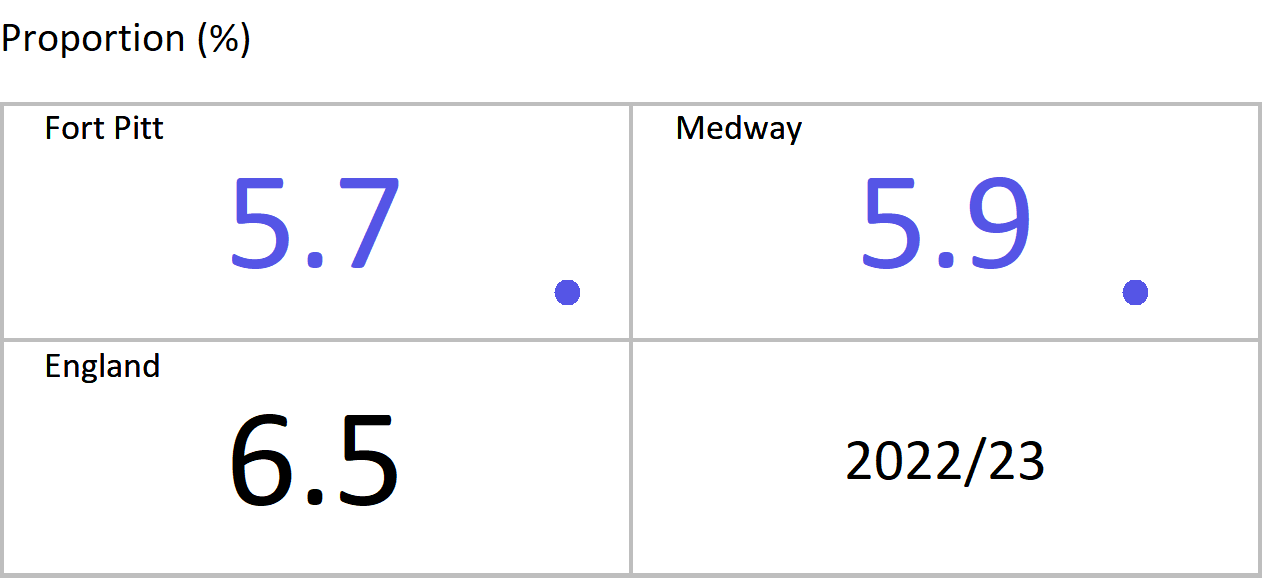 Proportion (%)
Fort Pitt
5.7
Medway
5.9
England
6.5
2022/23